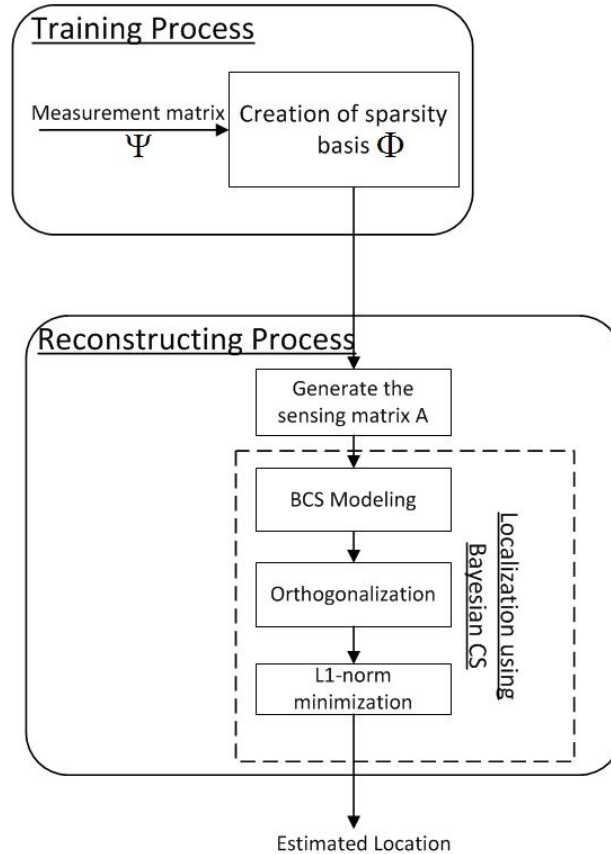 Training Process
Measurement matrix
Ψ
Creation of sparsity
basis Φ
Reconstructing Process
Generate the
sensing matrix A
BCS Modeling
Orthogonalization
L1-norm
minimization
Localization using
Bayesian CS
Estimated Location